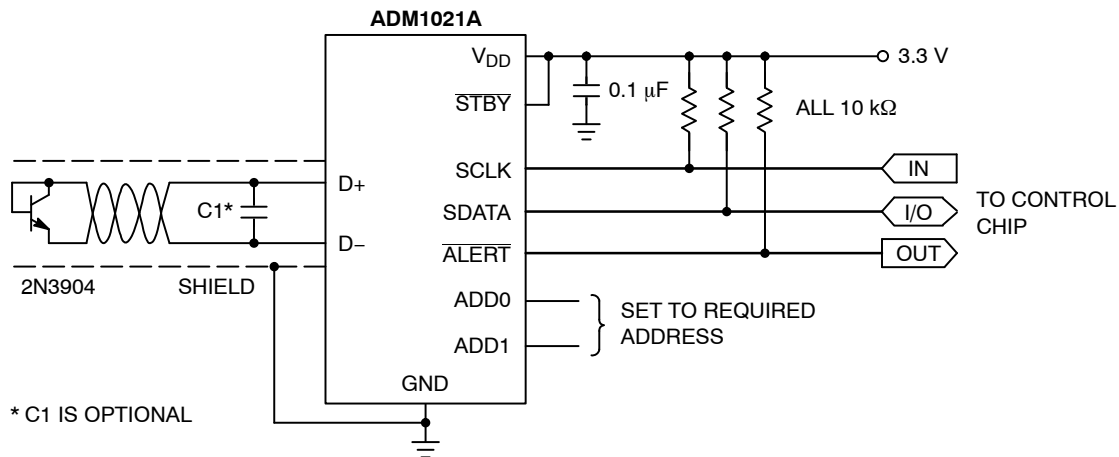 ADM1021A
V_DD
3.3 V
0.1 μF
STBY
ALL 10 kΩ
SCLK
IN
D+
C1*
SDATA
I/O
TO CONTROL
CHIP
D−
ALERT
OUT
2N3904
SHIELD
ADD0
SET TO REQUIRED
ADDRESS
ADD1
GND
* C1 IS OPTIONAL